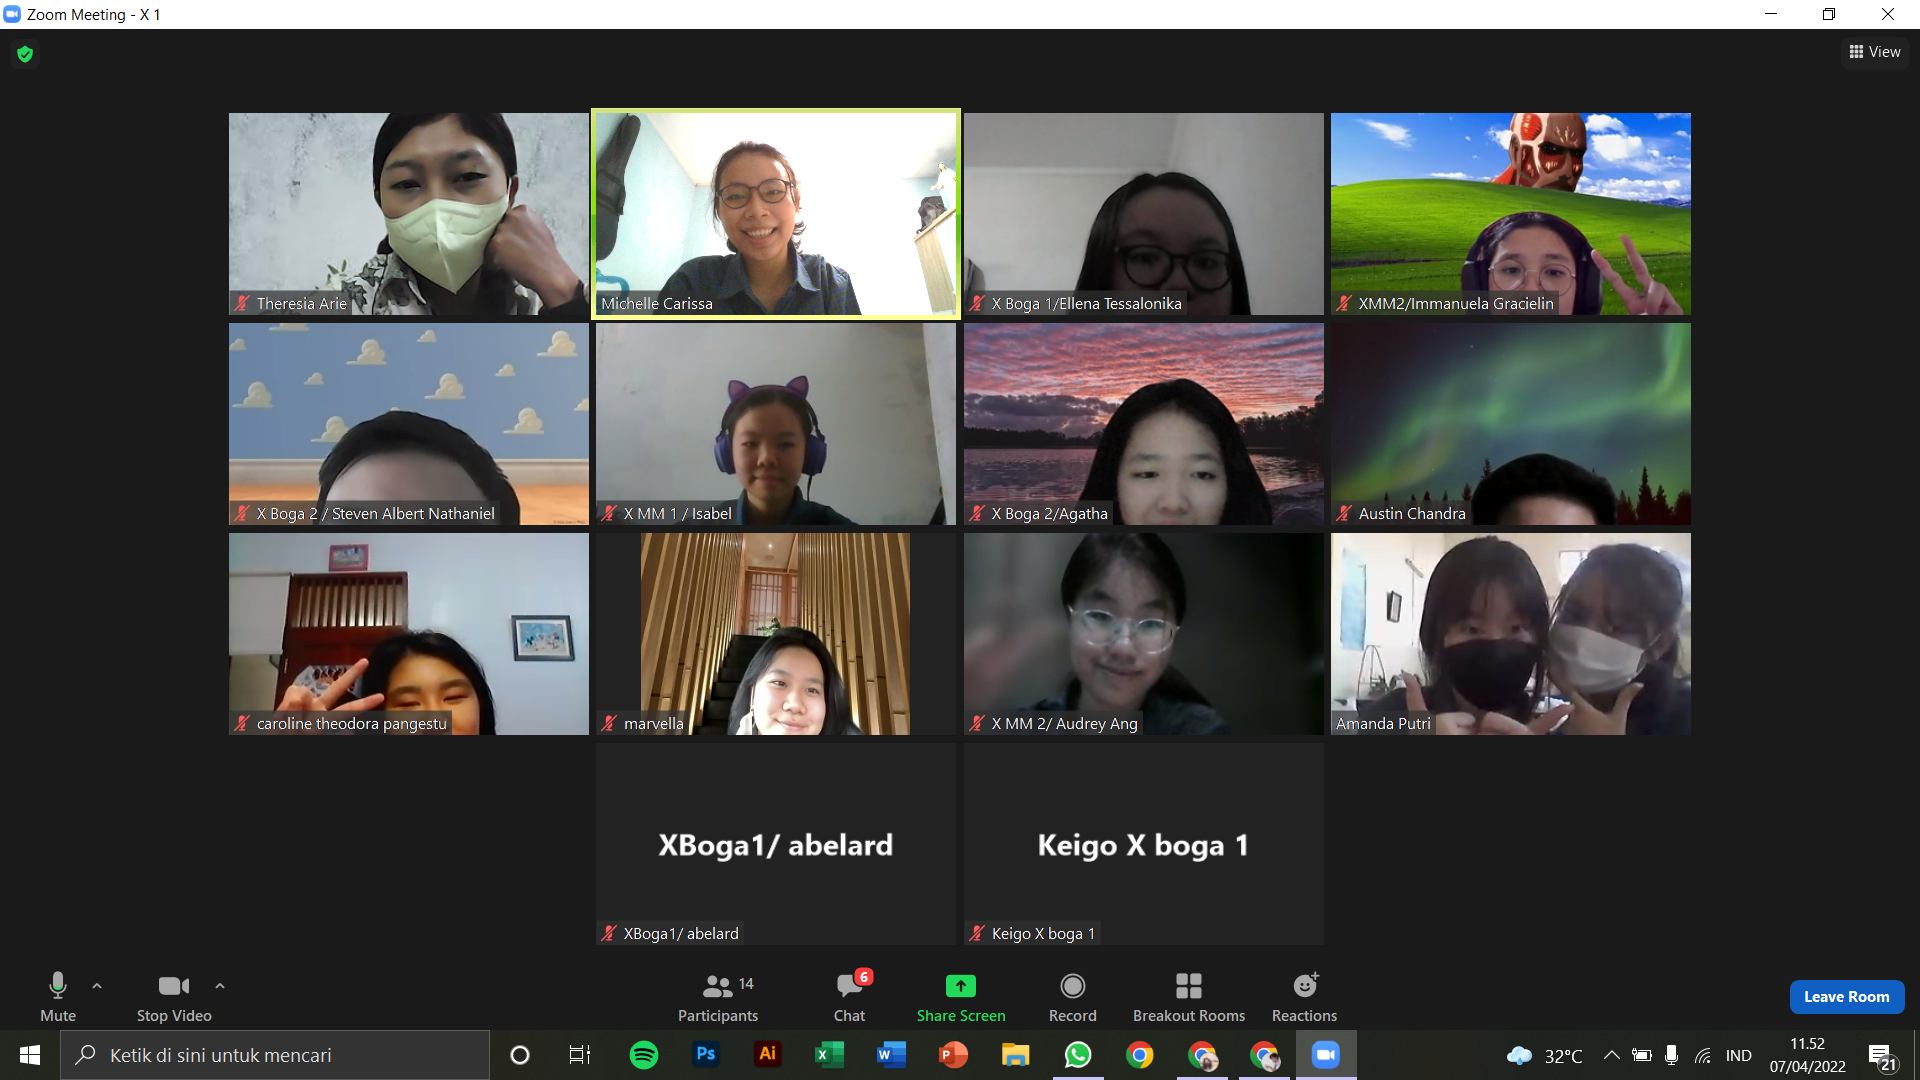 Zoom Meeting - X 1
View
Theresia Arie
Michelle Carissa
X Boga 1/Ellena Tessalonika
XMM2/Immanuela Gracielin
X Boga 2 / Steven Albert Nathaniel
X MM 1 / Isabel
X Boga 2/Agatha
Austin Chandra
caroline theodora pangestu
marvella
X MM 2/ Audrey Ang
Amanda Putri
XBoga1/ abelard
Keigo X boga 1
XBoga1/ abelard
Keigo X boga 1
Mute
Stop Video
14
Participants
6
Chat
Share Screen
Record
Breakout Rooms
Reactions
Leave Room
Ketik di sini untuk mencari
Ps
Ai
X
W
P
32°C
IND
11.52
07/04/2022
21